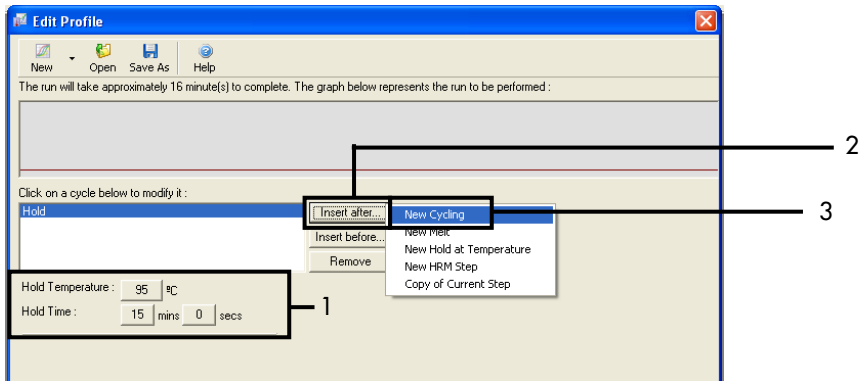 Edit Profile
New Open Save As Help
The run will take approximately 16 minute(s) to complete. The graph below represents the run to be performed :
2
Click on a cycle below to modify it :
Hold
Insert after...
New Cycling
3
Insert before...
New Melt
New Hold at Temperature
Remove
New HRM Step
Copy of Current Step
Hold Temperature : 95 ºC
Hold Time : 15 mins 0 secs
1